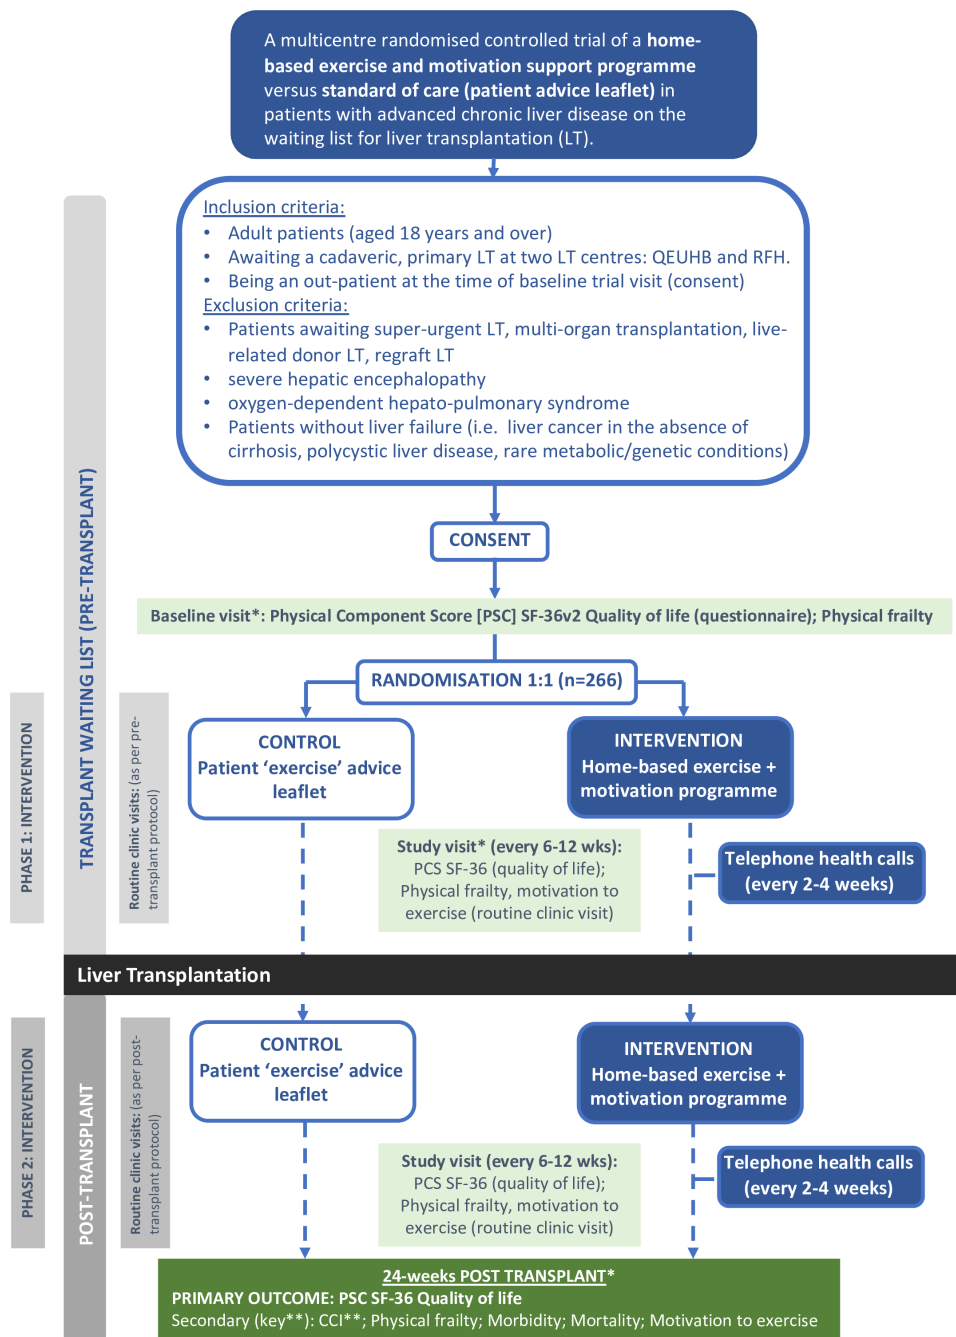 A multicentre randomised controlled trial of a home-
based exercise and motivation support programme
versus standard of care (patient advice leaflet) in
patients with advanced chronic liver disease on the
waiting list for liver transplantation (LT).
Inclusion criteria:
• Adult patients (aged 18 years and over)
• Awaiting a cadaveric, primary LT at two LT centres: QEUHB and RFH.
• Being an out-patient at the time of baseline trial visit (consent)
Exclusion criteria:
• Patients awaiting super-urgent LT, multi-organ transplantation, live-
related donor LT, regraft LT
• severe hepatic encephalopathy
• oxygen-dependent hepato-pulmonary syndrome
• Patients without liver failure (i.e. liver cancer in the absence of
cirrhosis, polycystic liver disease, rare metabolic/genetic conditions)
CONSENT
Baseline visit*: Physical Component Score [PSC] SF-36v2 Quality of life (questionnaire); Physical frailty
RANDOMISATION 1:1 (n=266)
TRANSPLANT WAITING LIST (PRE-TRANSPLANT)
PHASE 1: INTERVENTION
Routine clinic visits: (as per pre-
transplant protocol)
CONTROL
Patient ‘exercise’ advice
leaflet
INTERVENTION
Home-based exercise +
motivation programme
Study visit* (every 6-12 wks):
PCS SF-36 (quality of life);
Physical frailty, motivation to
exercise (routine clinic visit)
Telephone health calls
(every 2-4 weeks)
Liver Transplantation
POST-TRANSPLANT
PHASE 2: INTERVENTION
Routine clinic visits: (as per post-
transplant protocol)
CONTROL
Patient ‘exercise’ advice
leaflet
INTERVENTION
Home-based exercise +
motivation programme
Study visit (every 6-12 wks):
PCS SF-36 (quality of life);
Physical frailty, motivation to
exercise (routine clinic visit)
Telephone health calls
(every 2-4 weeks)
24-weeks POST TRANSPLANT*
PRIMARY OUTCOME: PSC SF-36 Quality of life
Secondary (key**): CCI**; Physical frailty; Morbidity; Mortality; Motivation to exercise